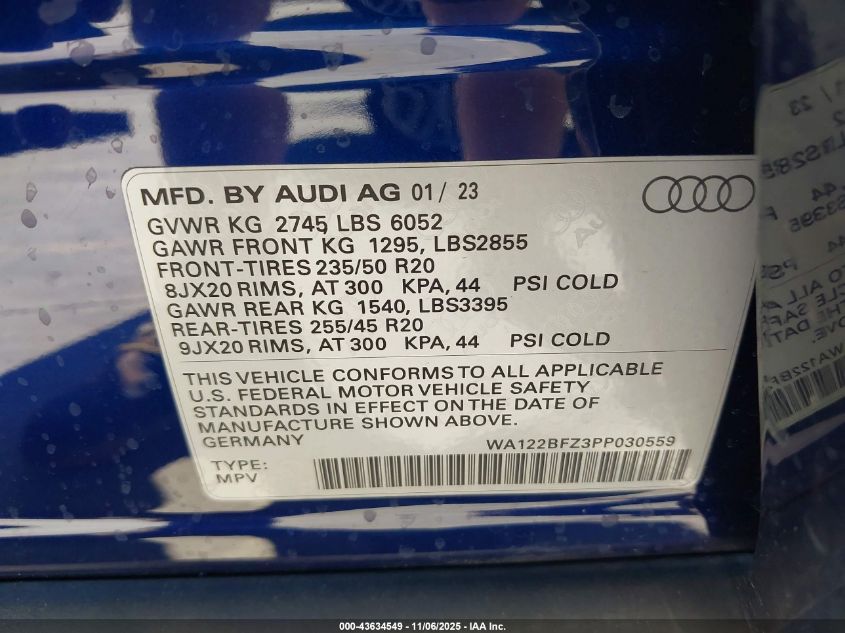 MFD. BY AUDI AG 01/ 23
GVWR KG 2745, LBS 6052
GAWR FRONT KG 1295, LBS2855
FRONT-TIRES 235/50 R20
8JX20 RIMS, AT 300 KPA, 44 PSI COLD
GAWR REAR KG 1540, LBS3395
REAR-TIRES 255/45 R20
9JX20 RIMS, AT 300 KPA, 44 PSI COLD
THIS VEHICLE CONFORMS TO ALL APPLICABLE
U.S. FEDERAL MOTOR VEHICLE SAFETY
STANDARDS IN EFFECT ON THE DATE OF
MANUFACTURE SHOWN ABOVE.
GERMANY WA122BFZ3PP030559
TYPE:
MPV
000-43634549 - 11/06/2025 - IAA Inc.